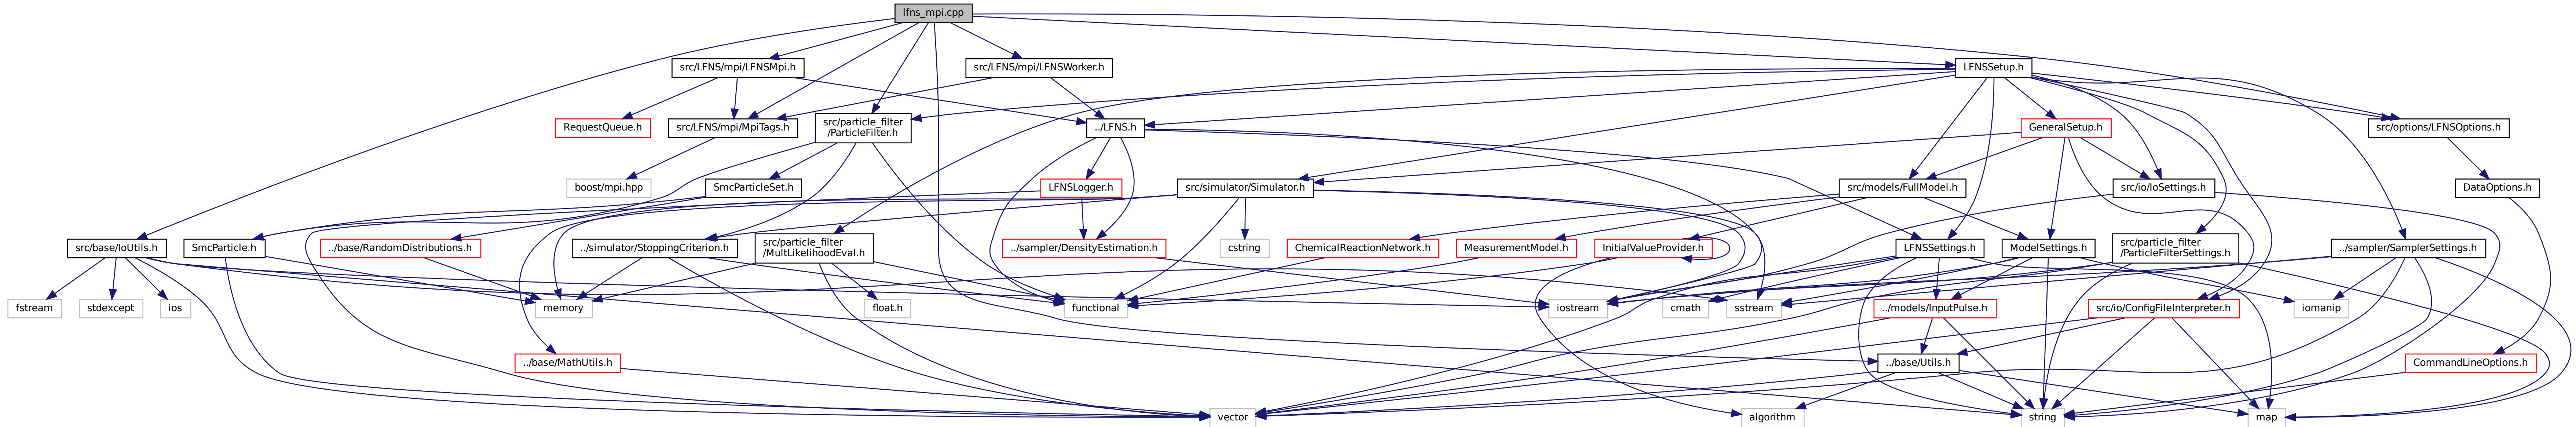 lfns_mpi.cpp
src/LFNS/mpi/LFNSMpi.h
src/LFNS/mpi/LFNSWorker.h
LFNSSetup.h
RequestQueue.h
src/LFNS/mpi/MpiTags.h
src/particle_filter
/ParticleFilter.h
../LFNS.h
GeneralSetup.h
src/options/LFNSOptions.h
boost/mpi.hpp
SmcParticleSet.h
LFNSLogger.h
src/simulator/Simulator.h
src/models/FullModel.h
src/io/IoSettings.h
DataOptions.h
src/base/IoUtils.h
SmcParticle.h
../base/RandomDistributions.h
../simulator/StoppingCriterion.h
src/particle_filter
/MultLikelihoodEval.h
../sampler/DensityEstimation.h
cstring
ChemicalReactionNetwork.h
MeasurementModel.h
InitialValueProvider.h
LFNSSettings.h
ModelSettings.h
src/particle_filter
/ParticleFilterSettings.h
../sampler/SamplerSettings.h
fstream
stdexcept
ios
memory
float.h
functional
iostream
cmath
sstream
../models/InputPulse.h
src/io/ConfigFileInterpreter.h
iomanip
../base/MathUtils.h
../base/Utils.h
CommandLineOptions.h
vector
algorithm
string
map